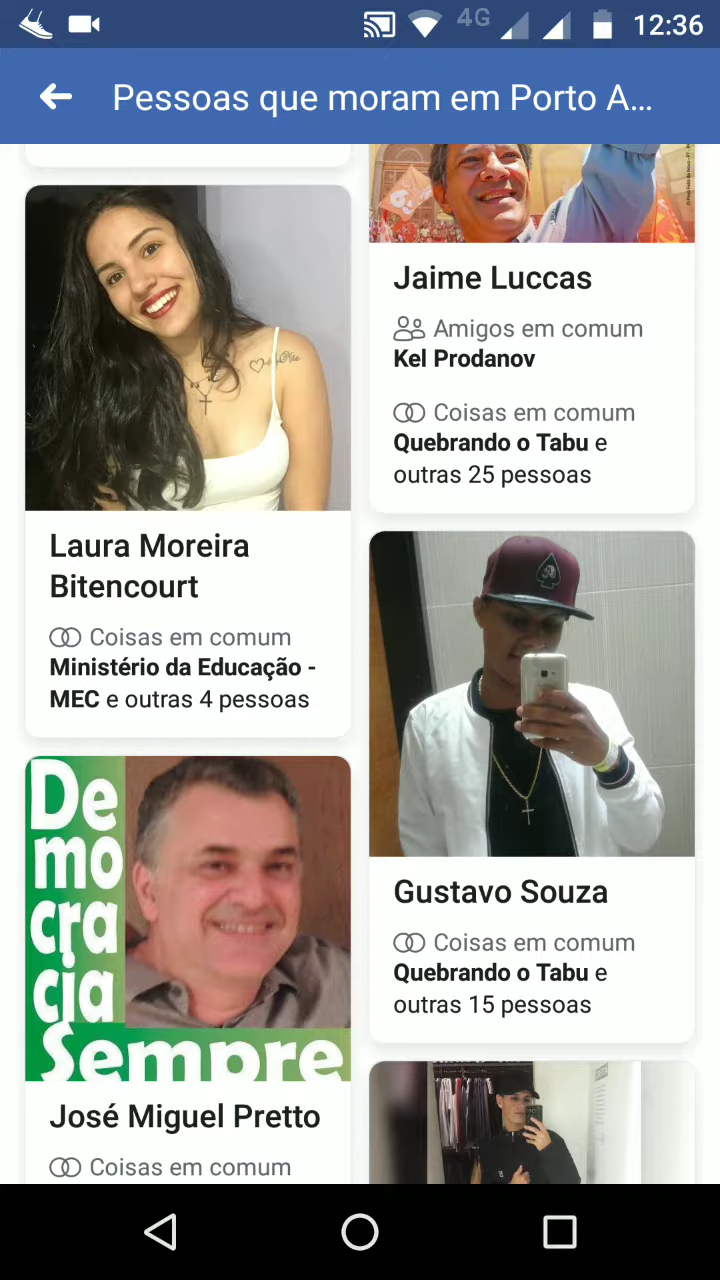 12:36
4G
Pessoas que moram em Porto A...
Laura Moreira
Bitencourt
Coisas em comum
Ministério da Educação -
MEC e outras 4 pessoas
De
mo
cra
cia
Sempre
José Miguel Pretto
Coisas em comum
Jaime Luccas
Amigos em comum
Kel Prodanov
Coisas em comum
Quebrando o Tabu e
outras 25 pessoas
Gustavo Souza
Coisas em comum
Quebrando o Tabu e
outras 15 pessoas